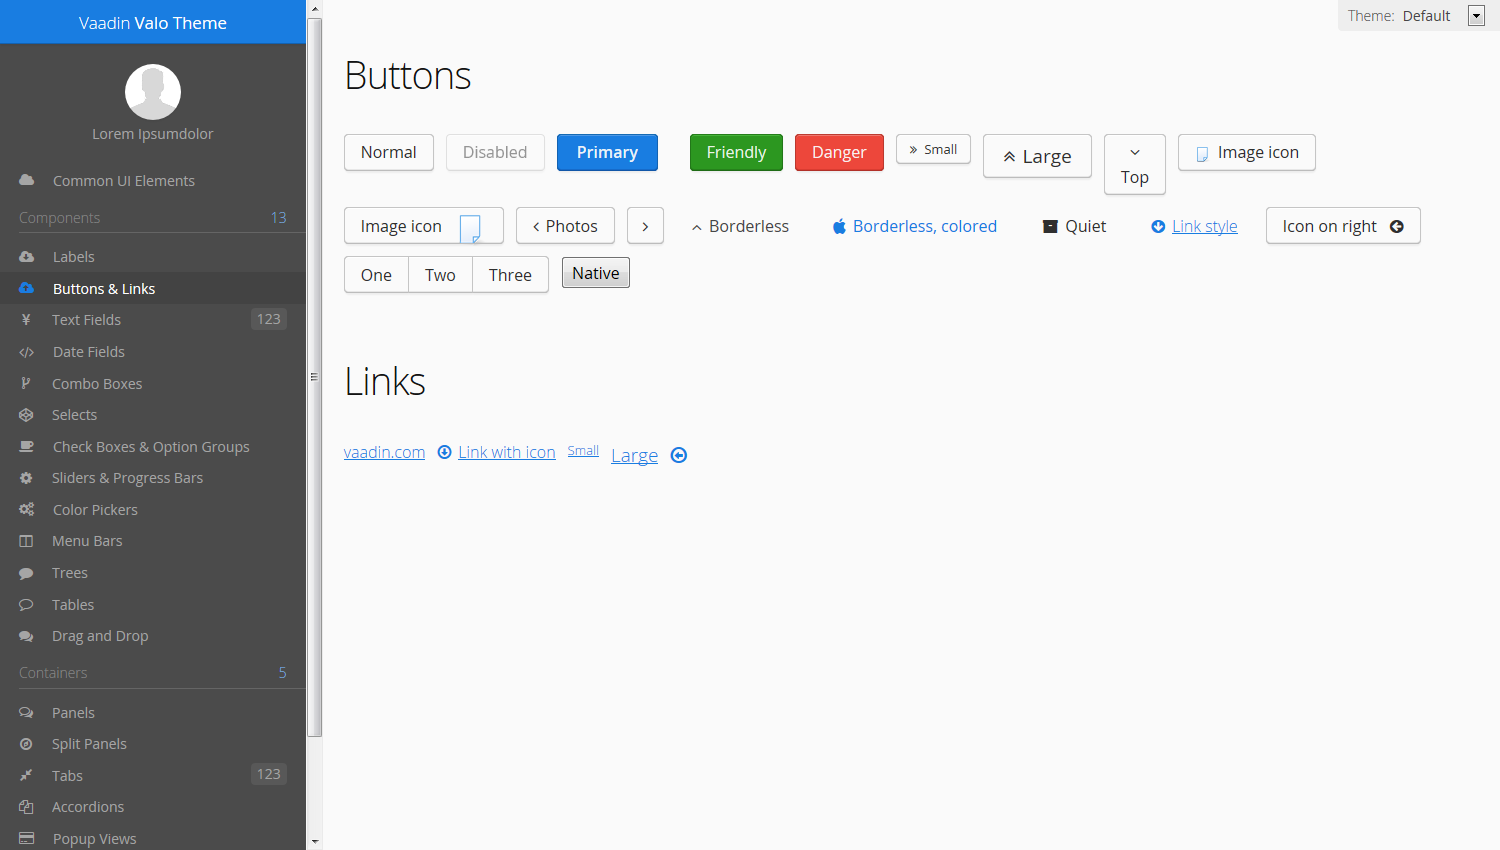 Vaadin Valo Theme
Lorem Ipsumdolor
Common UI Elements
Components 13
Labels
Buttons & Links
Text Fields 123
Date Fields
Combo Boxes
Selects
Check Boxes & Option Groups
Sliders & Progress Bars
Color Pickers
Menu Bars
Trees
Tables
Drag and Drop
Containers 5
Panels
Split Panels
Tabs 123
Accordions
Popup Views
Theme: Default
Buttons
Normal Disabled Primary Friendly Danger Small Large Top Image icon
Image icon Photos Borderless Borderless, colored Quiet Link style Icon on right
One Two Three Native
Links
vaadin.com Link with icon Small Large